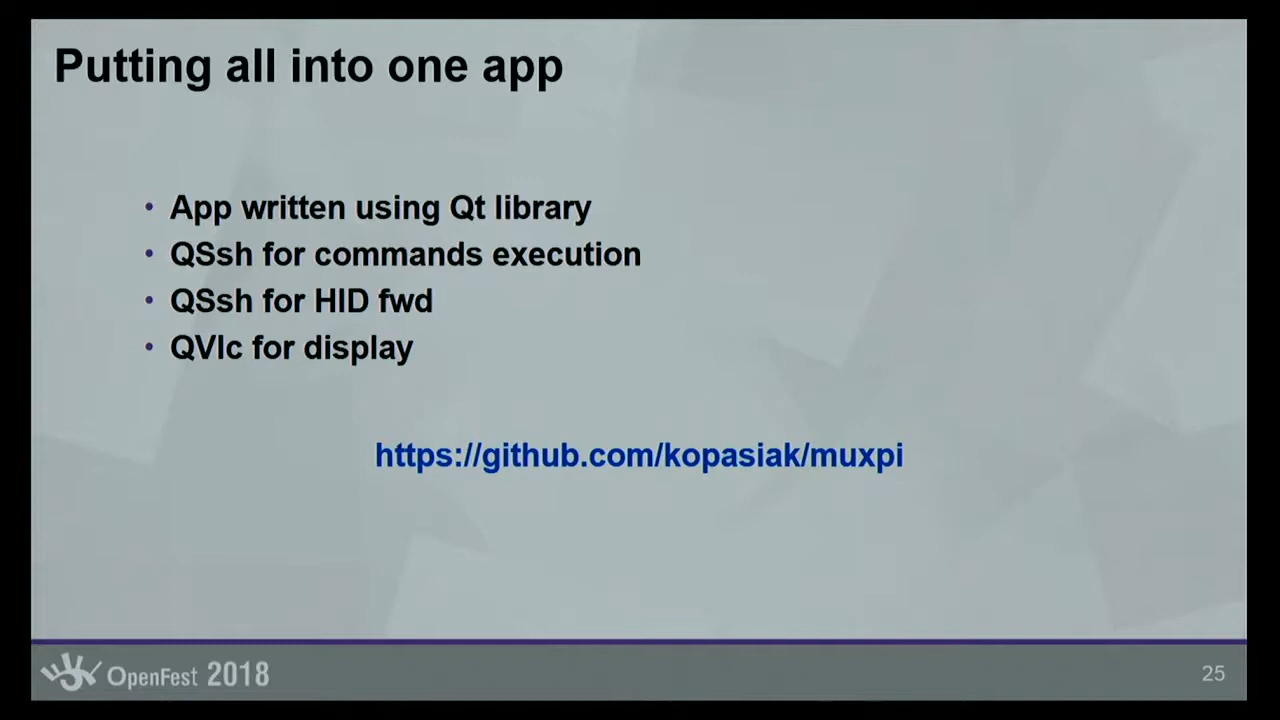 Putting all into one app
• App written using Qt library
• QSsh for commands execution
• QSsh for HID fwd
• QVlc for display
https://github.com/kopasiak/muxpi
OpenFest 2018
25